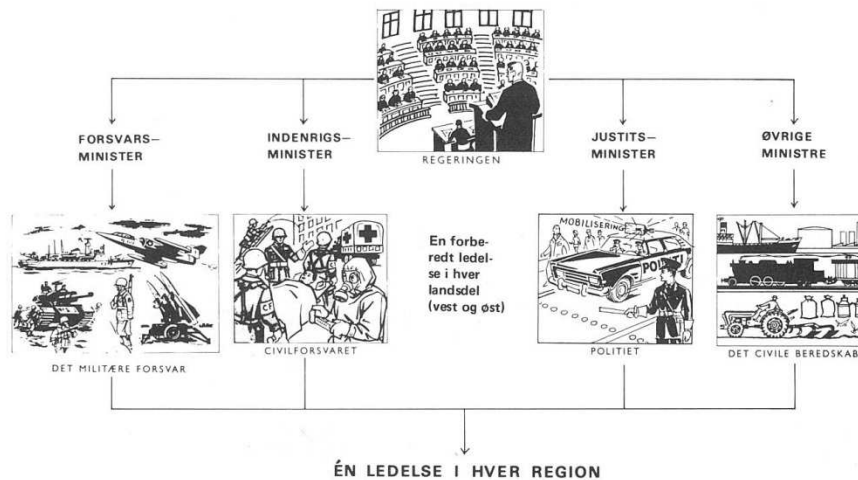 REGERINGEN
FORSVARS—
MINISTER
INDENRIGS-
MINISTER
JUSTITS—
MINISTER
ØVRIGE
MINISTRE
DET MILITÆRE FORSVAR
CIVILFORSVARET
En forbe-
redt ledel-
se i hver
landsdel
(vest og øst)
MOBILISERING
POLITI
POLITIET
DET CIVILE BEREDSKAB
ÉN LEDELSE I HVER REGION